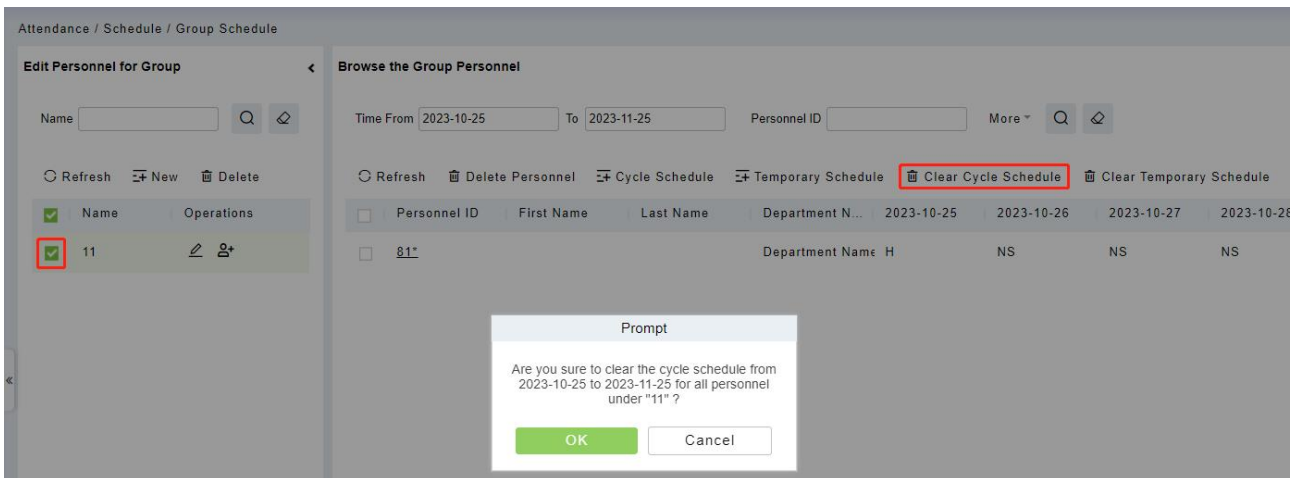 Attendance / Schedule / Group Schedule
Edit Personnel for Group
Browse the Group Personnel
Name
Time From 2023-10-25 To 2023-11-25 Personnel ID More
Refresh New Delete
Refresh Delete Personnel Cycle Schedule Temporary Schedule Clear Cycle Schedule Clear Temporary Schedule
Name Operations
Personnel ID First Name Last Name Department N... 2023-10-25 2023-10-26 2023-10-27 2023-10-28
11
81* Department Name H NS NS NS
Prompt
Are you sure to clear the cycle schedule from
2023-10-25 to 2023-11-25 for all personnel
under "11" ?
OK Cancel